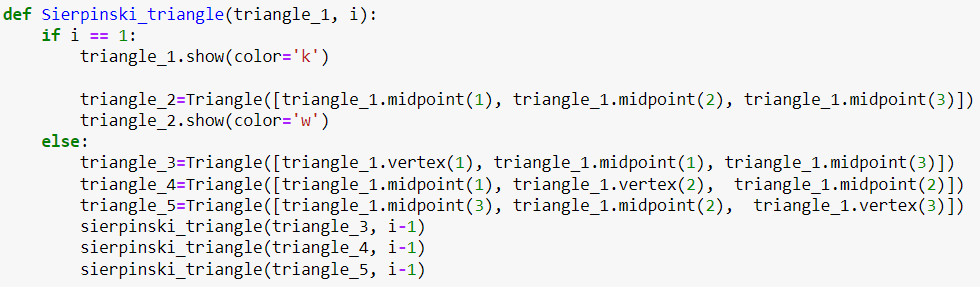 def Sierpinski_triangle(triangle_1, i):
    if i == 1:
        triangle_1.show(color='k')

        triangle_2=Triangle([triangle_1.midpoint(1), triangle_1.midpoint(2), triangle_1.midpoint(3)])
        triangle_2.show(color='w')
    else:
        triangle_3=Triangle([triangle_1.vertex(1), triangle_1.midpoint(1), triangle_1.midpoint(3)])
        triangle_4=Triangle([triangle_1.midpoint(1), triangle_1.vertex(2),  triangle_1.midpoint(2)])
        triangle_5=Triangle([triangle_1.midpoint(3), triangle_1.midpoint(2),  triangle_1.vertex(3)])
        sierpinski_triangle(triangle_3, i-1)
        sierpinski_triangle(triangle_4, i-1)
        sierpinski_triangle(triangle_5, i-1)